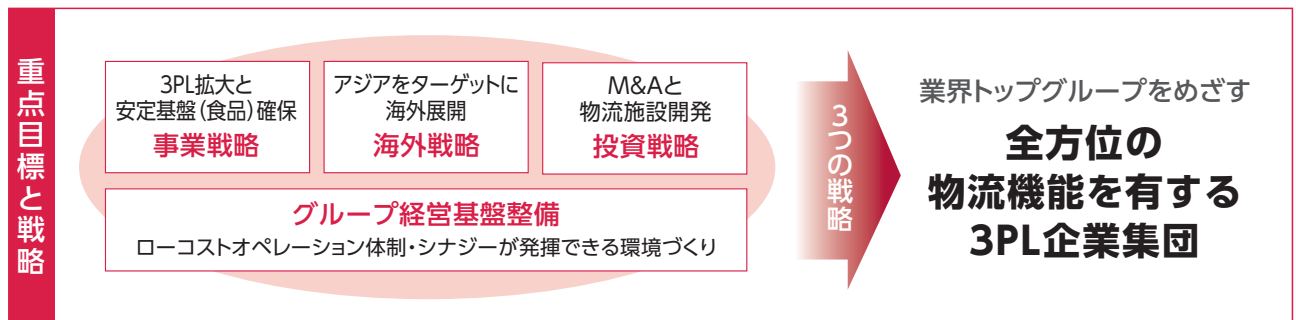 重点目標と戦略
3PL拡大と
安定基盤（食品）確保
事業戦略
アジアをターゲットに
海外展開
海外戦略
M&Aと
物流施設開発
投資戦略
グループ経営基盤整備
ローコストオペレーション体制・シナジーが発揮できる環境づくり
3つの戦略
業界トップグループをめざす
全方位の
物流機能を有する
3PL企業集団